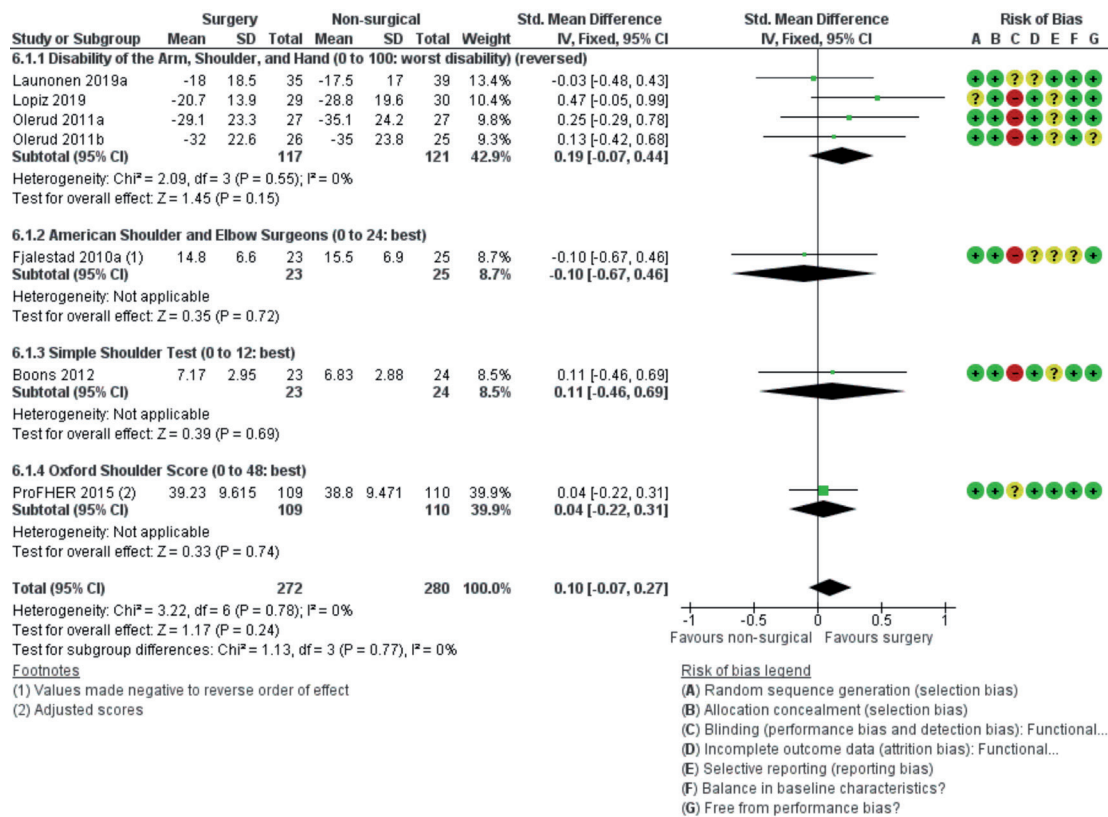 Surgery Non-surgical Std. Mean Difference Std. Mean Difference Risk of Bias
Study or Subgroup Mean SD Total Mean SD Total Weight IV, Fixed, 95% CI IV, Fixed, 95% CI A B C D E F G
6.1.1 Disability of the Arm, Shoulder, and Hand (0 to 100: worst disability) (reversed)
Launonen 2019a -18 18.5 35 -17.5 17 39 13.4% -0.03 [-0.48, 0.43] + + ? ? + + +
Lopiz 2019 -20.7 13.9 29 -28.8 19.6 30 10.4% 0.47 [-0.05, 0.99] ? + - + ? + +
Olerud 2011a -29.1 23.3 27 -35.1 24.2 27 9.8% 0.25 [-0.29, 0.78] + + - + ? + +
Olerud 2011b -32 22.6 26 -35 23.8 25 9.3% 0.13 [-0.42, 0.68] + + - + ? + ?
Subtotal (95% CI) 117 121 42.9% 0.19 [-0.07, 0.44]
Heterogeneity: Chi² = 2.09, df = 3 (P = 0.55); I² = 0%
Test for overall effect: Z = 1.45 (P = 0.15)
6.1.2 American Shoulder and Elbow Surgeons (0 to 24: best)
Fjalestad 2010a (1) 14.8 6.6 23 15.5 6.9 25 8.7% -0.10 [-0.67, 0.46] + + - ? ? ? +
Subtotal (95% CI) 23 25 8.7% -0.10 [-0.67, 0.46]
Heterogeneity: Not applicable
Test for overall effect: Z = 0.35 (P = 0.72)
6.1.3 Simple Shoulder Test (0 to 12: best)
Boons 2012 7.17 2.95 23 6.83 2.88 24 8.5% 0.11 [-0.46, 0.69] + + - + ? + +
Subtotal (95% CI) 23 24 8.5% 0.11 [-0.46, 0.69]
Heterogeneity: Not applicable
Test for overall effect: Z = 0.39 (P = 0.69)
6.1.4 Oxford Shoulder Score (0 to 48: best)
ProFHER 2015 (2) 39.23 9.615 109 38.8 9.471 110 39.9% 0.04 [-0.22, 0.31] + + ? + + + +
Subtotal (95% CI) 109 110 39.9% 0.04 [-0.22, 0.31]
Heterogeneity: Not applicable
Test for overall effect: Z = 0.33 (P = 0.74)
Total (95% CI) 272 280 100.0% 0.10 [-0.07, 0.27]
Heterogeneity: Chi² = 3.22, df = 6 (P = 0.78); I² = 0%
Test for overall effect: Z = 1.17 (P = 0.24)
Test for subgroup differences: Chi² = 1.13, df = 3 (P = 0.77), I² = 0%
-1 -0.5 0 0.5 1
Favours non-surgical Favours surgery
Footnotes
(1) Values made negative to reverse order of effect
(2) Adjusted scores
Risk of bias legend
(A) Random sequence generation (selection bias)
(B) Allocation concealment (selection bias)
(C) Blinding (performance bias and detection bias): Functional...
(D) Incomplete outcome data (attrition bias): Functional...
(E) Selective reporting (reporting bias)
(F) Balance in baseline characteristics?
(G) Free from performance bias?